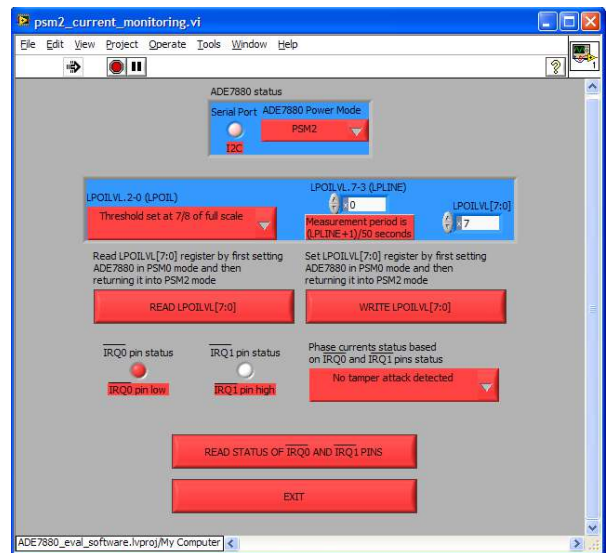 psm2_current_monitoring.vi
File Edit View Project Operate Tools Window Help
?
1
ADE7880 status
Serial Port ADE7880 Power Mode
PSM2
I2C
LPOILVL.2-0 (LPOIL)
Threshold set at 7/8 of full scale
LPOILVL.7-3 (LPLINE)
x0
Measurement period is
(LPLINE+1)/50 seconds
LPOILVL[7:0]
x7
Read LPOILVL[7:0] register by first setting
ADE7880 in PSM0 mode and then
returning it into PSM2 mode
READ LPOILVL[7:0]
Set LPOILVL[7:0] register by first setting
ADE7880 in PSM0 mode and then
returning it into PSM2 mode
WRITE LPOILVL[7:0]
IRQ0 pin status
IRQ0 pin low
IRQ1 pin status
IRQ1 pin high
Phase currents status based
on IRQ0 and IRQ1 pins status
No tamper attack detected
READ STATUS OF IRQ0 AND IRQ1 PINS
EXIT
ADE7880_eval_software.lvproj/My Computer